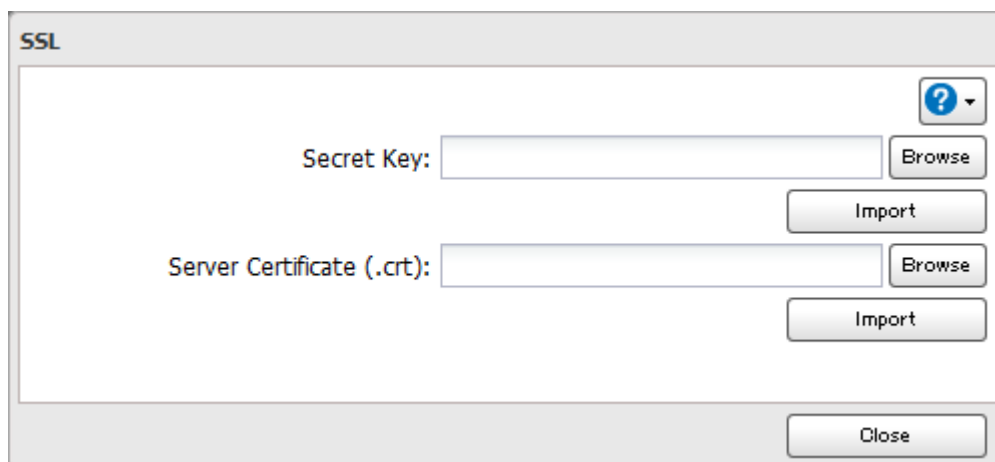 SSL
?
Secret Key: Browse
Import
Server Certificate (.crt): Browse
Import
Close